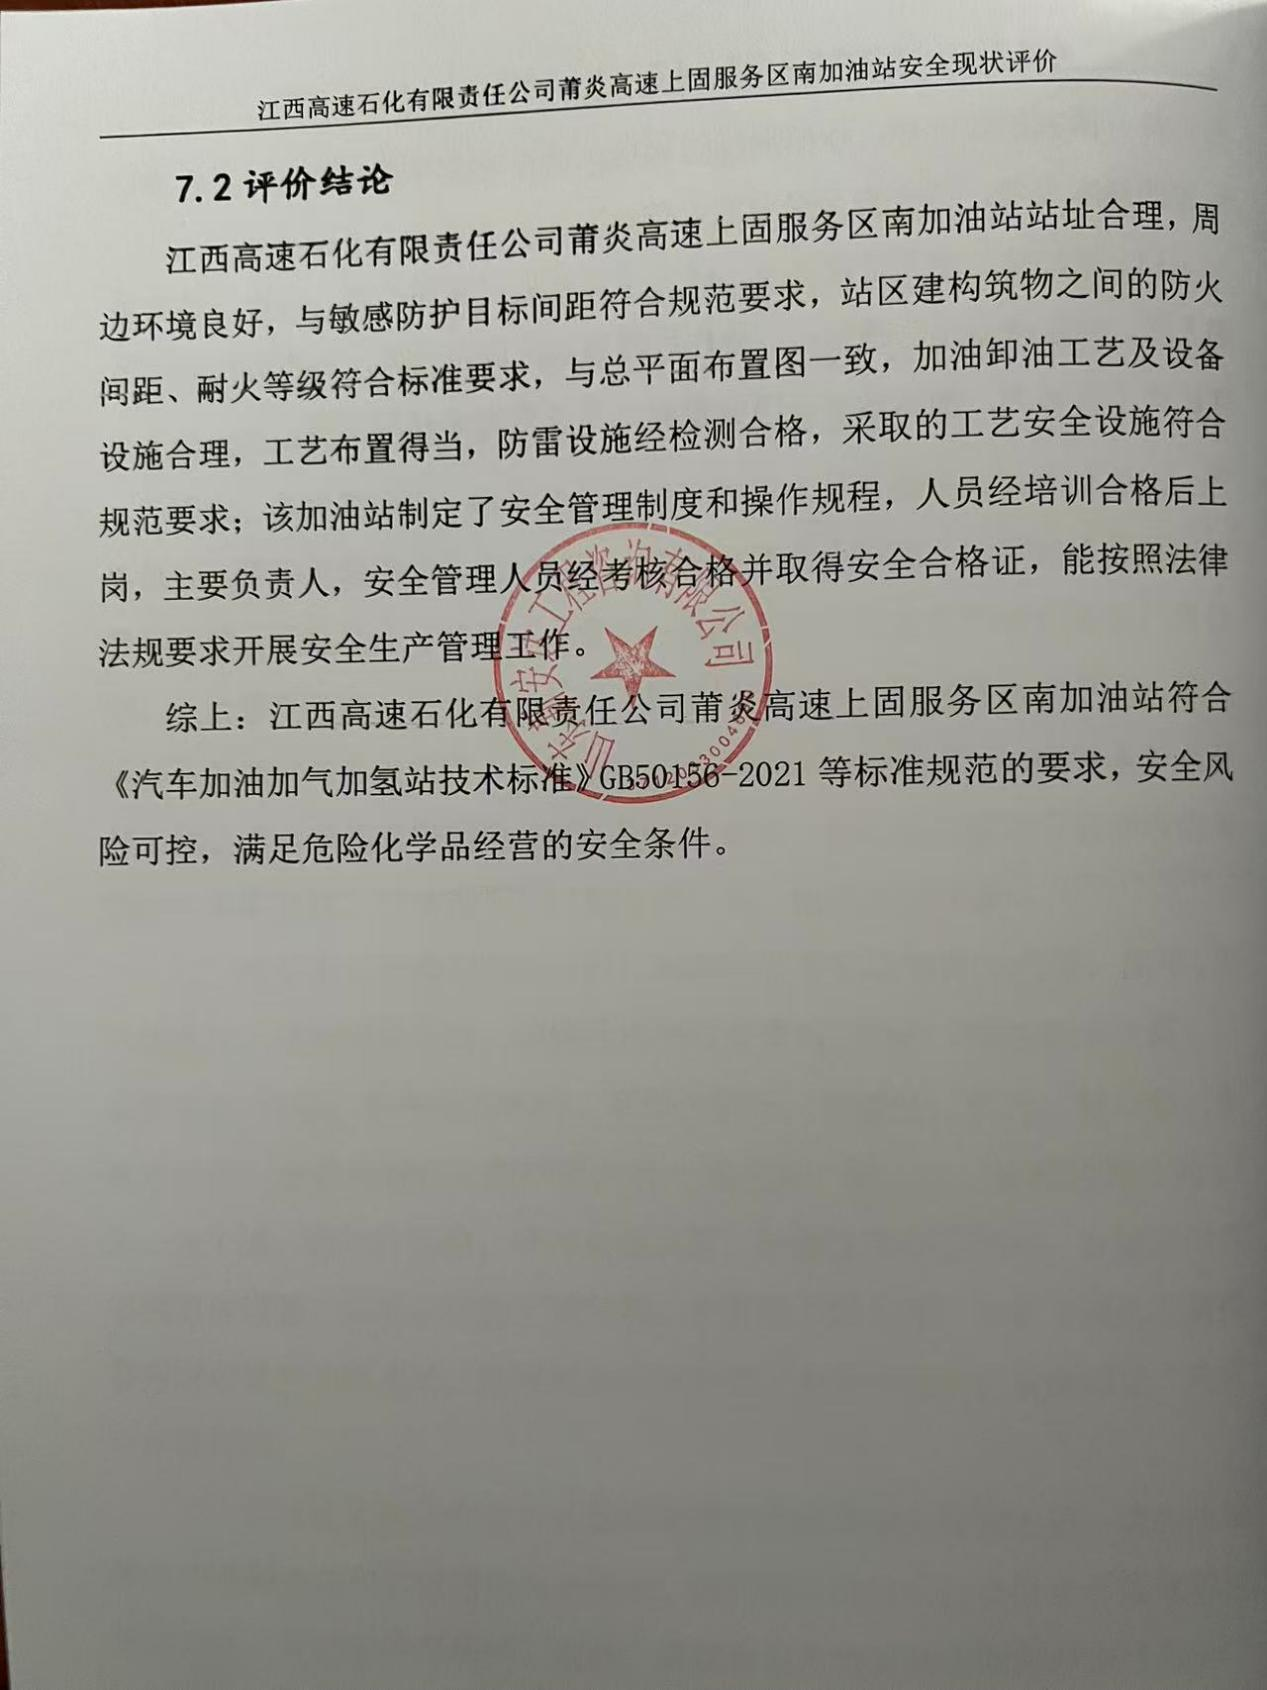 江西高速石化有限责任公司莆炎高速上固服务区南加油站安全现状评价
7.2 评价结论
江西高速石化有限责任公司莆炎高速上固服务区南加油站站址合理，周
边环境良好，与敏感防护目标间距符合规范要求，站区建构筑物之间的防火
间距、耐火等级符合标准要求，与总平面布置图一致，加油卸油工艺及设备
设施合理，工艺布置得当，防雷设施经检测合格，采取的工艺安全设施符合
规范要求；该加油站制定了安全管理制度和操作规程，人员经培训合格后上
岗，主要负责人，安全管理人员经考核合格并取得安全合格证，能按照法律
法规要求开展安全生产管理工作。
综上：江西高速石化有限责任公司莆炎高速上固服务区南加油站符合
《汽车加油加气加氢站技术标准》GB50156-2021 等标准规范的要求，安全风
险可控，满足危险化学品经营的安全条件。
工程咨询有限公司